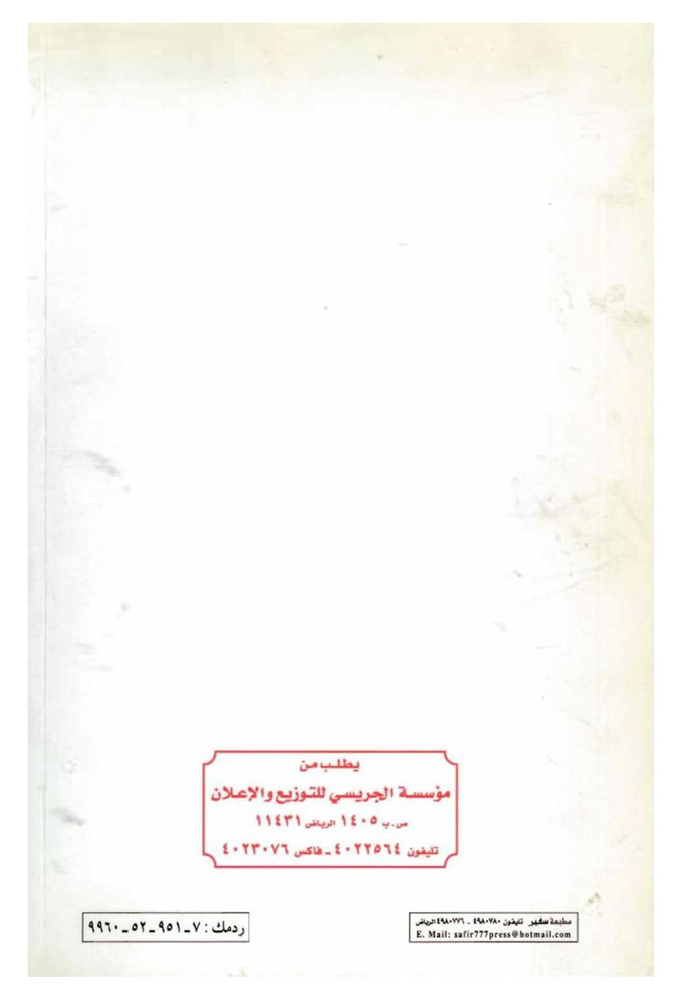 يطلب من
مؤسسة الجريسي للتوزيع والإعلان
ص.ب ١٤٠٥ الرياض ١١٤٣١
تليفون ٤٠٢٢٥٦٤ ـ فاكس ٤٠٢٣٠٧٦
مطبعة سفير تليفون ٤٩٨٠٧٨٠ ـ ٤٩٨٠٧٧٦ الرياض
E. Mail: safir777press@hotmail.com
ردمك : ٧ ـ ٩٥١ ـ ٥٢ ـ ٩٩٦٠